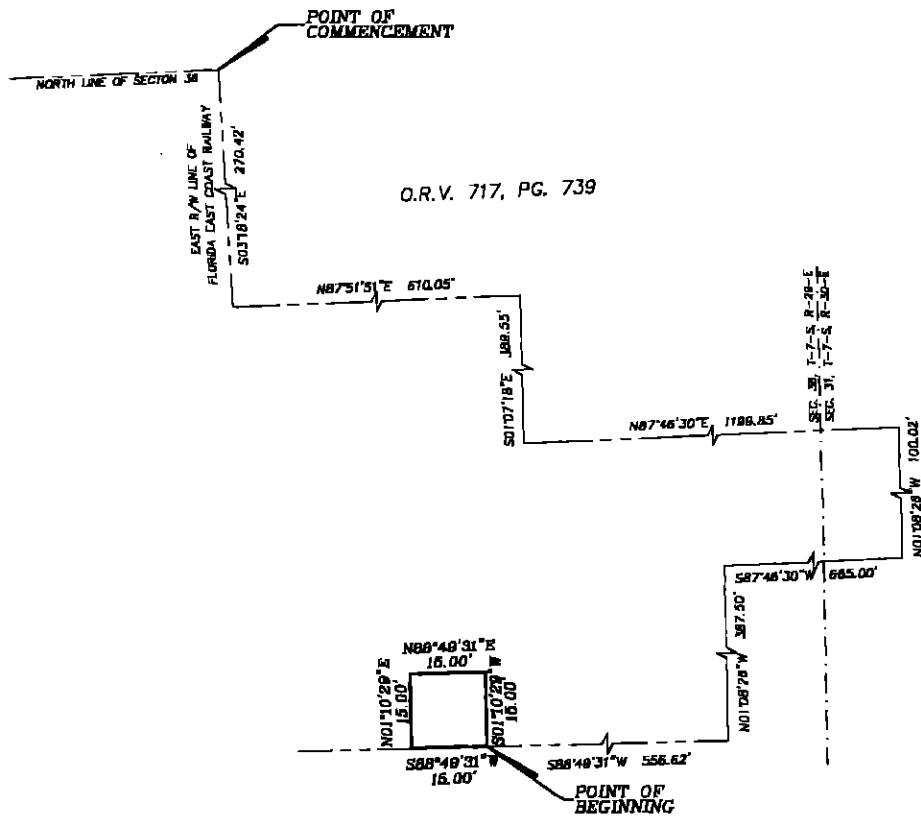 POINT OF
COMMENCEMENT
NORTH LINE OF SECTON 38
EAST R/W LINE OF
FLORIDA EAST COAST RAILWAY
S03°18'24"E 270.42'
O.R.V. 717, PG. 739
N87°51'51"E 610.05'
S01°07'18"E 389.55'
SEC. 38, T-7-S, R-29-E
SEC. 31, T-7-S, R-30-E
N87°46'30"E 1199.85'
N01°08'28"W 100.02'
S87°46'30"W 665.00'
N01°08'28"W 387.50'
N88°49'31"E
15.00'
N01°10'29"E
15.00'
S01°10'29"W
15.00'
S88°49'31"W
15.00'
S88°49'31"W 556.62'
POINT OF
BEGINNING